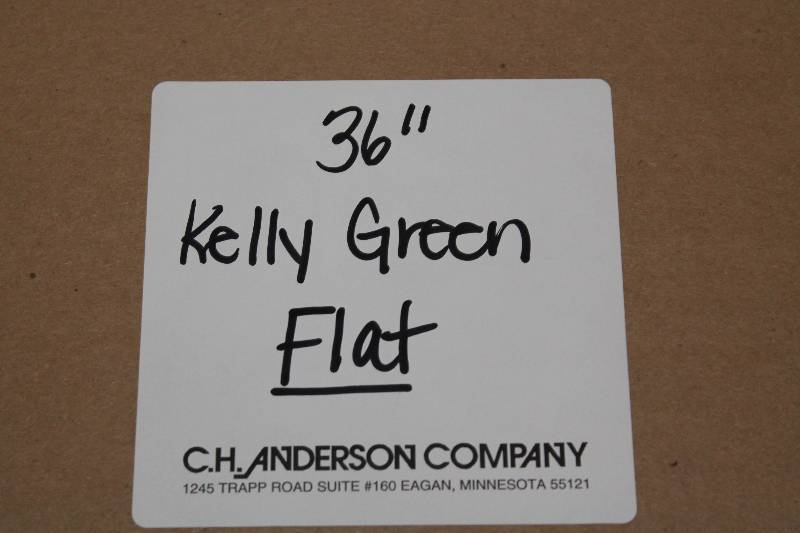 36"
Kelly Green
Flat
C.H. ANDERSON COMPANY
1245 TRAPP ROAD SUITE #160 EAGAN, MINNESOTA 55121